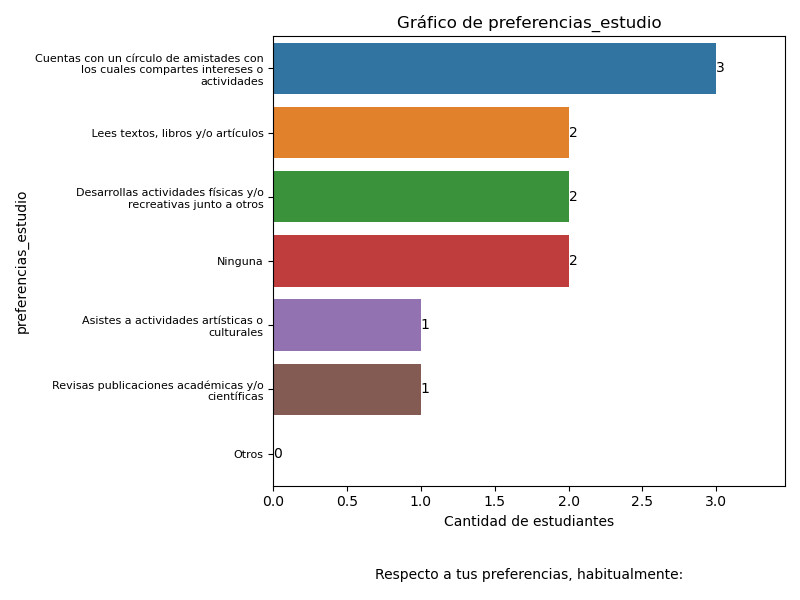 Gráfico de preferencias_estudio
Cuentas con un círculo de amistades con
los cuales compartes intereses o
actividades
3
Lees textos, libros y/o artículos
2
Desarrollas actividades físicas y/o
recreativas junto a otros
2
Ninguna
2
Asistes a actividades artísticas o
culturales
1
Revisas publicaciones académicas y/o
científicas
1
Otros
0
preferencias_estudio
0.0 0.5 1.0 1.5 2.0 2.5 3.0
Cantidad de estudiantes
Respecto a tus preferencias, habitualmente: